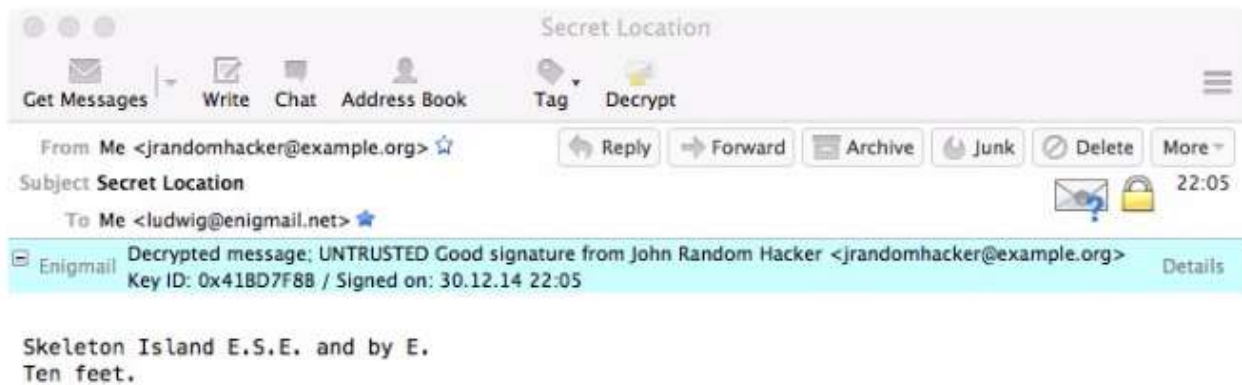 Secret Location
Get Messages Write Chat Address Book Tag Decrypt
From Me <jrandomhacker@example.org> Reply Forward Archive Junk Delete More
Subject Secret Location 22:05
To Me <ludwig@enigmail.net>
Enigmail Decrypted message; UNTRUSTED Good signature from John Random Hacker <jrandomhacker@example.org> Details
Key ID: 0x41BD7F8B / Signed on: 30.12.14 22:05
Skeleton Island E.S.E. and by E.
Ten feet.